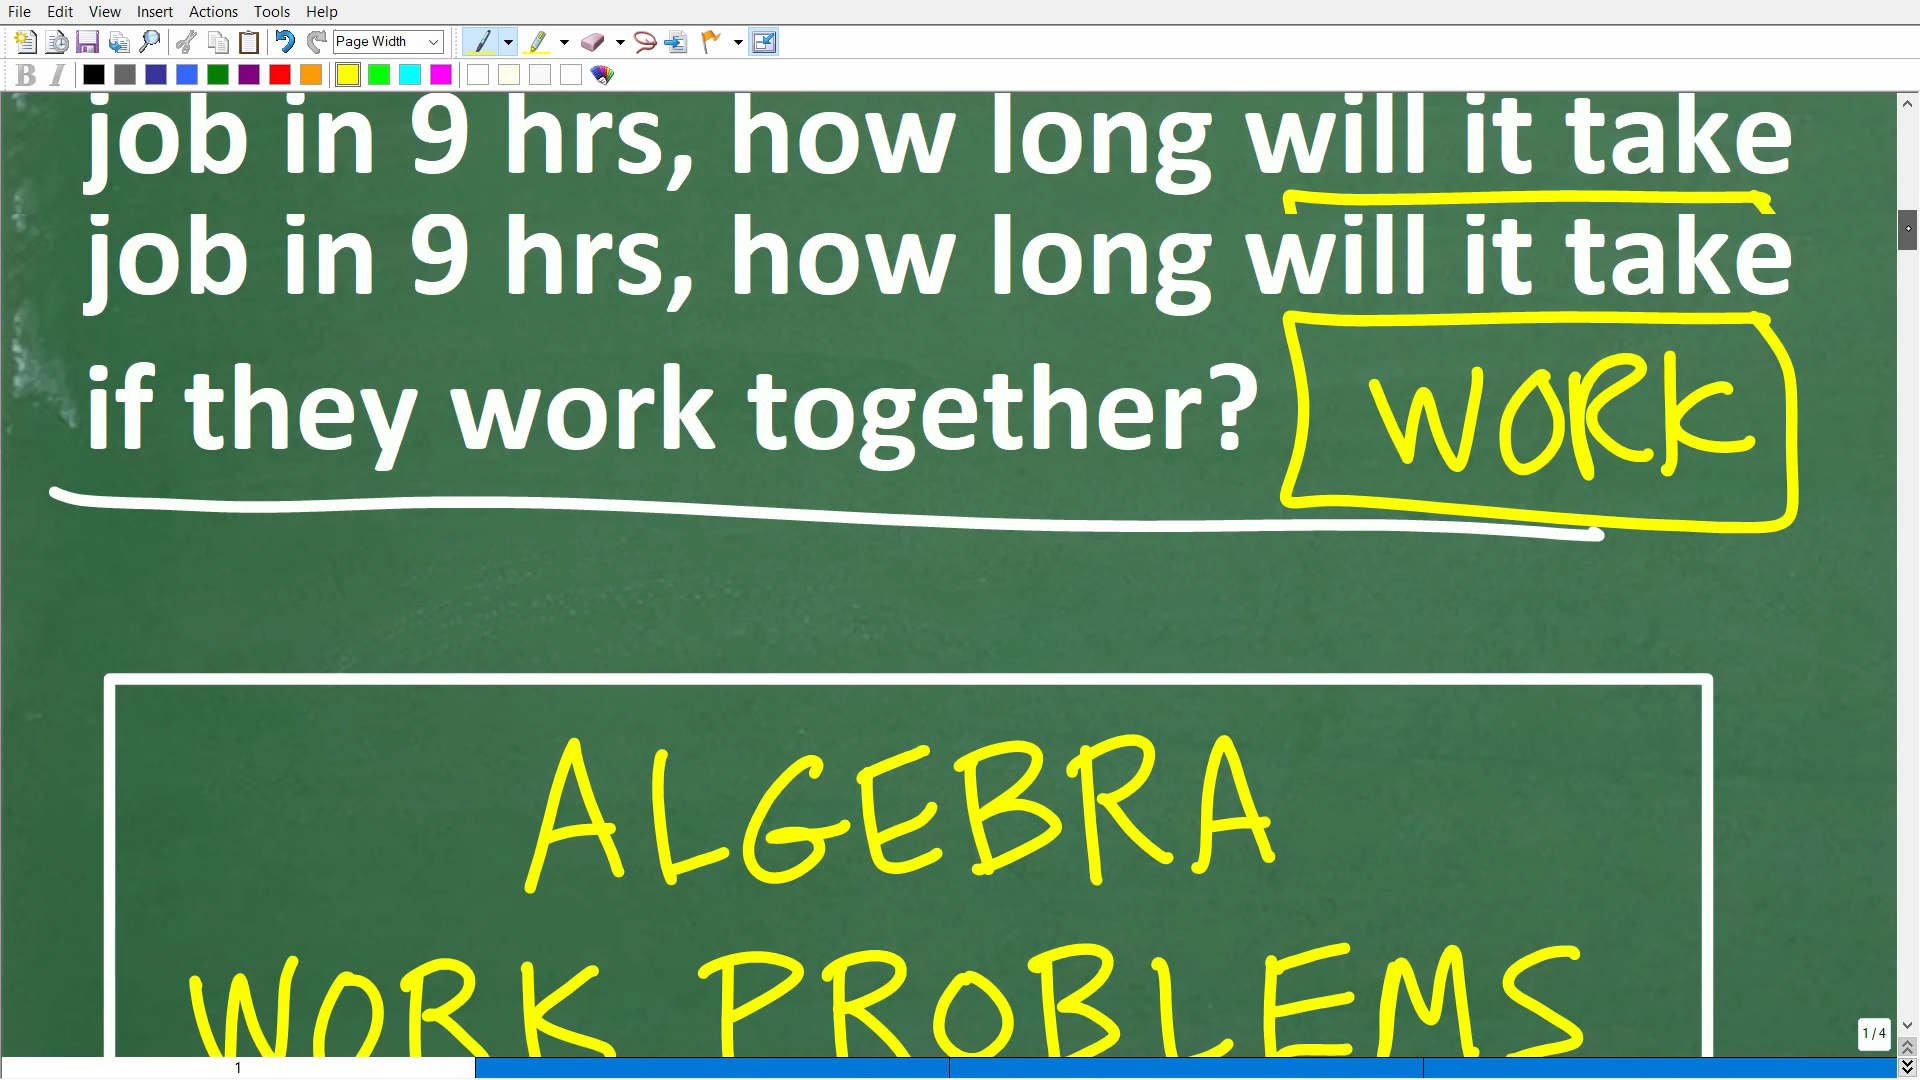 File Edit View Insert Actions Tools Help
Page Width
B I
job in 9 hrs, how long will it take
job in 9 hrs, how long will it take
if they work together? WORK
ALGEBRA
WORK PROBLEMS
1 / 4
1